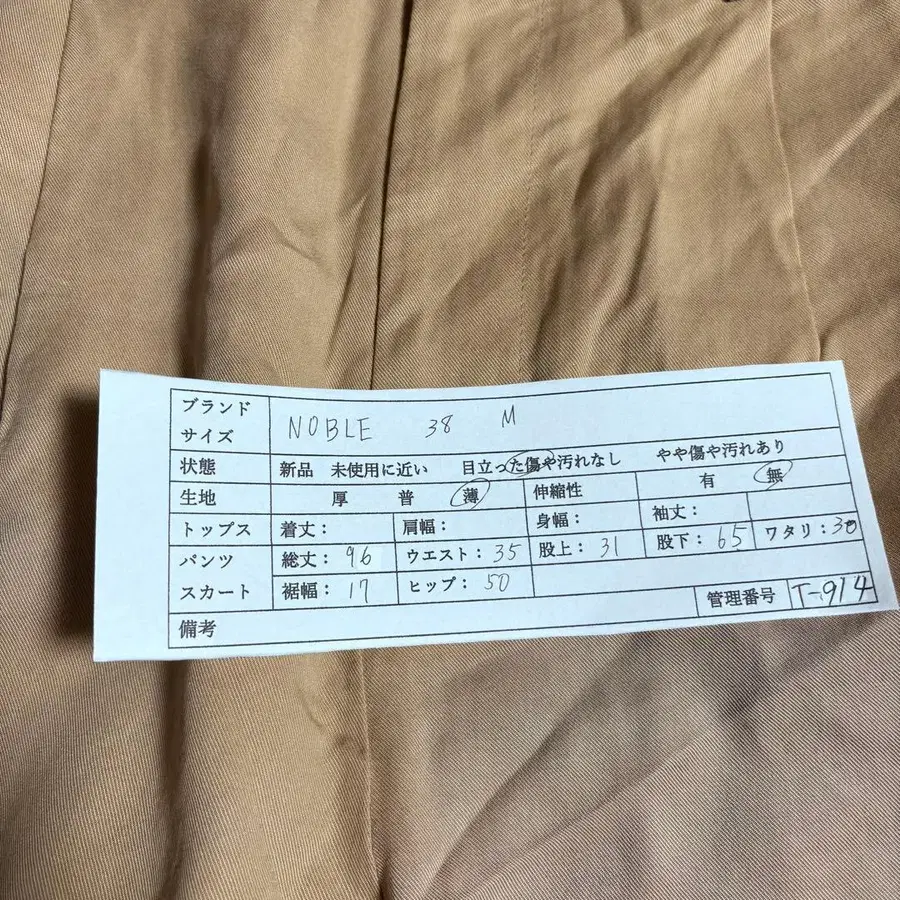 ブランド
サイズ NOBLE 38 M
状態 新品 未使用に近い 目立った傷や汚れなし やや傷や汚れあり
生地 厚 普 薄 伸縮性 有 無
トップス 着丈： 肩幅： 身幅： 袖丈：
パンツ 総丈：96 ウエスト：35 股上：31 股下：65 ワタリ：30
スカート 裾幅：17 ヒップ：50
備考 管理番号 T-914